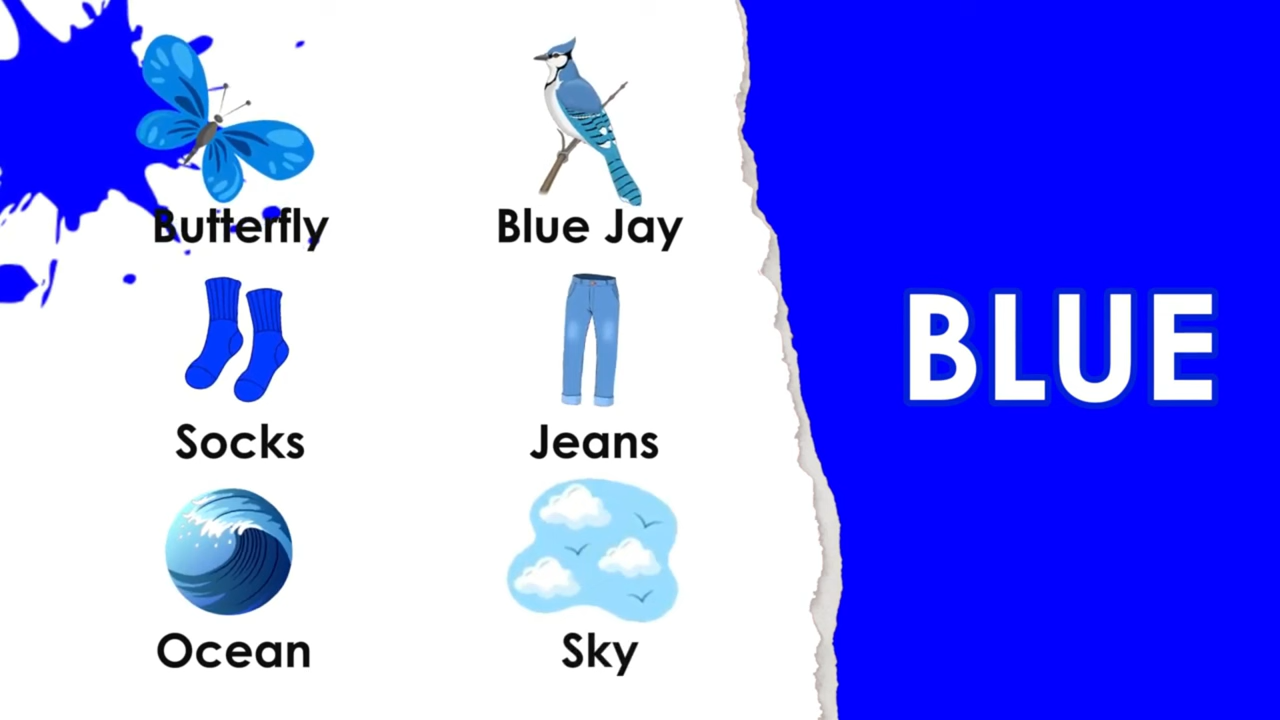 Butterfly
Blue Jay
Socks
Jeans
Ocean
Sky
BLUE